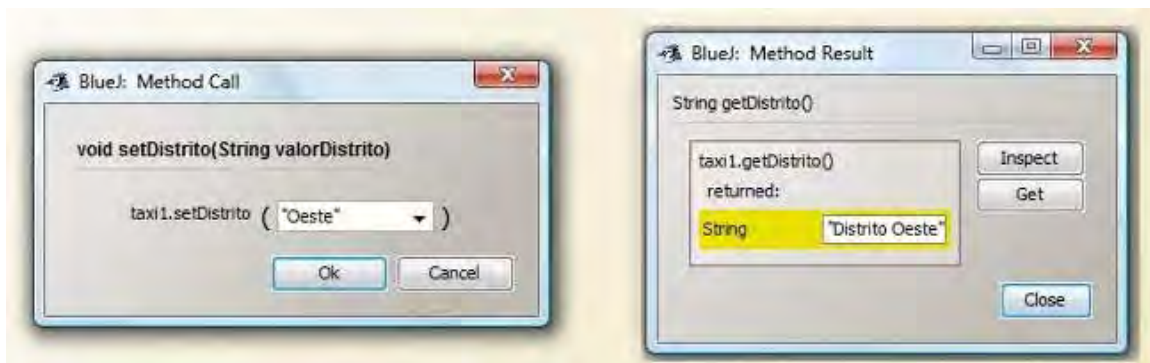 BlueJ: Method Call
void setDistrito(String valorDistrito)
taxi1.setDistrito ( "Oeste" )
Ok
Cancel
BlueJ: Method Result
String getDistrito()
taxi1.getDistrito()
returned:
String "Distrito Oeste"
Inspect
Get
Close